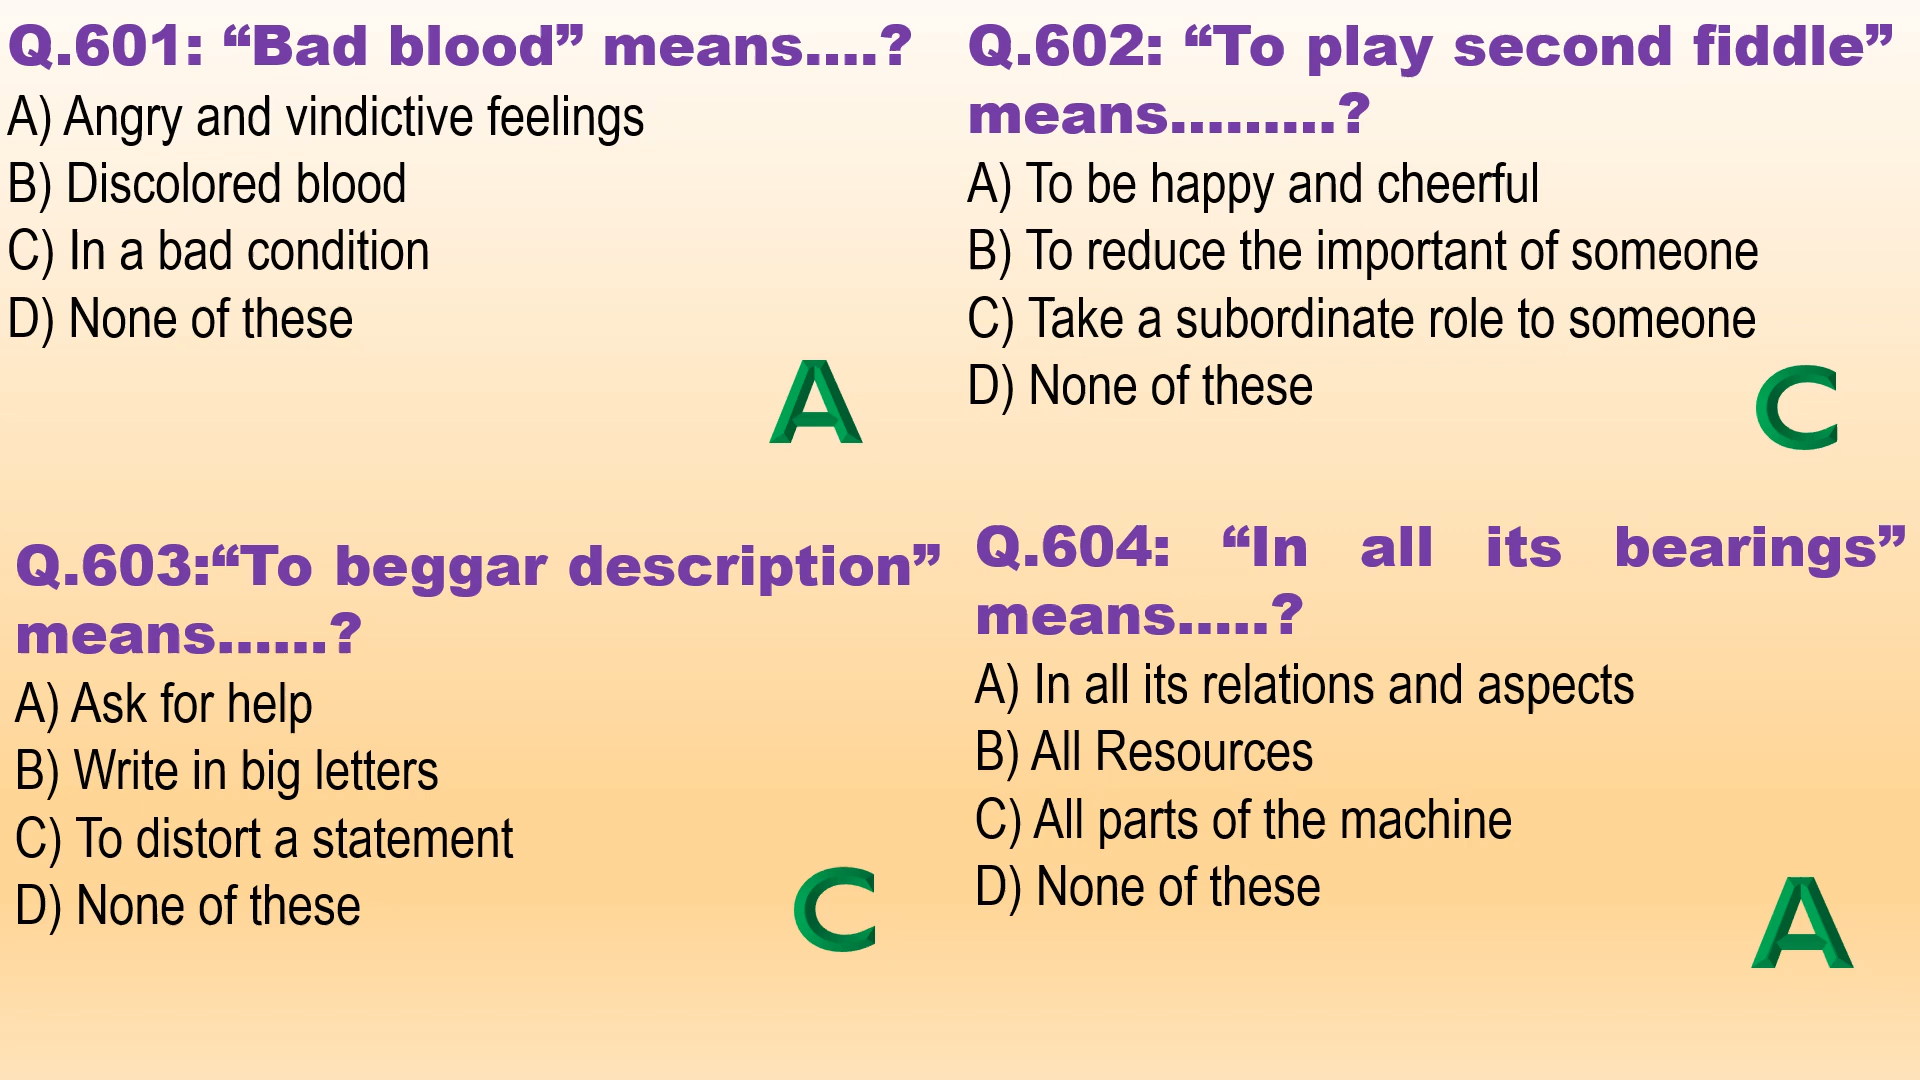 Q.601: “Bad blood” means....?
A) Angry and vindictive feelings
B) Discolored blood
C) In a bad condition
D) None of these
A
Q.602: “To play second fiddle”
means.........?
A) To be happy and cheerful
B) To reduce the important of someone
C) Take a subordinate role to someone
D) None of these
C
Q.603:“To beggar description”
means......?
A) Ask for help
B) Write in big letters
C) To distort a statement
D) None of these
C
Q.604: “In all its bearings”
means.....?
A) In all its relations and aspects
B) All Resources
C) All parts of the machine
D) None of these
A